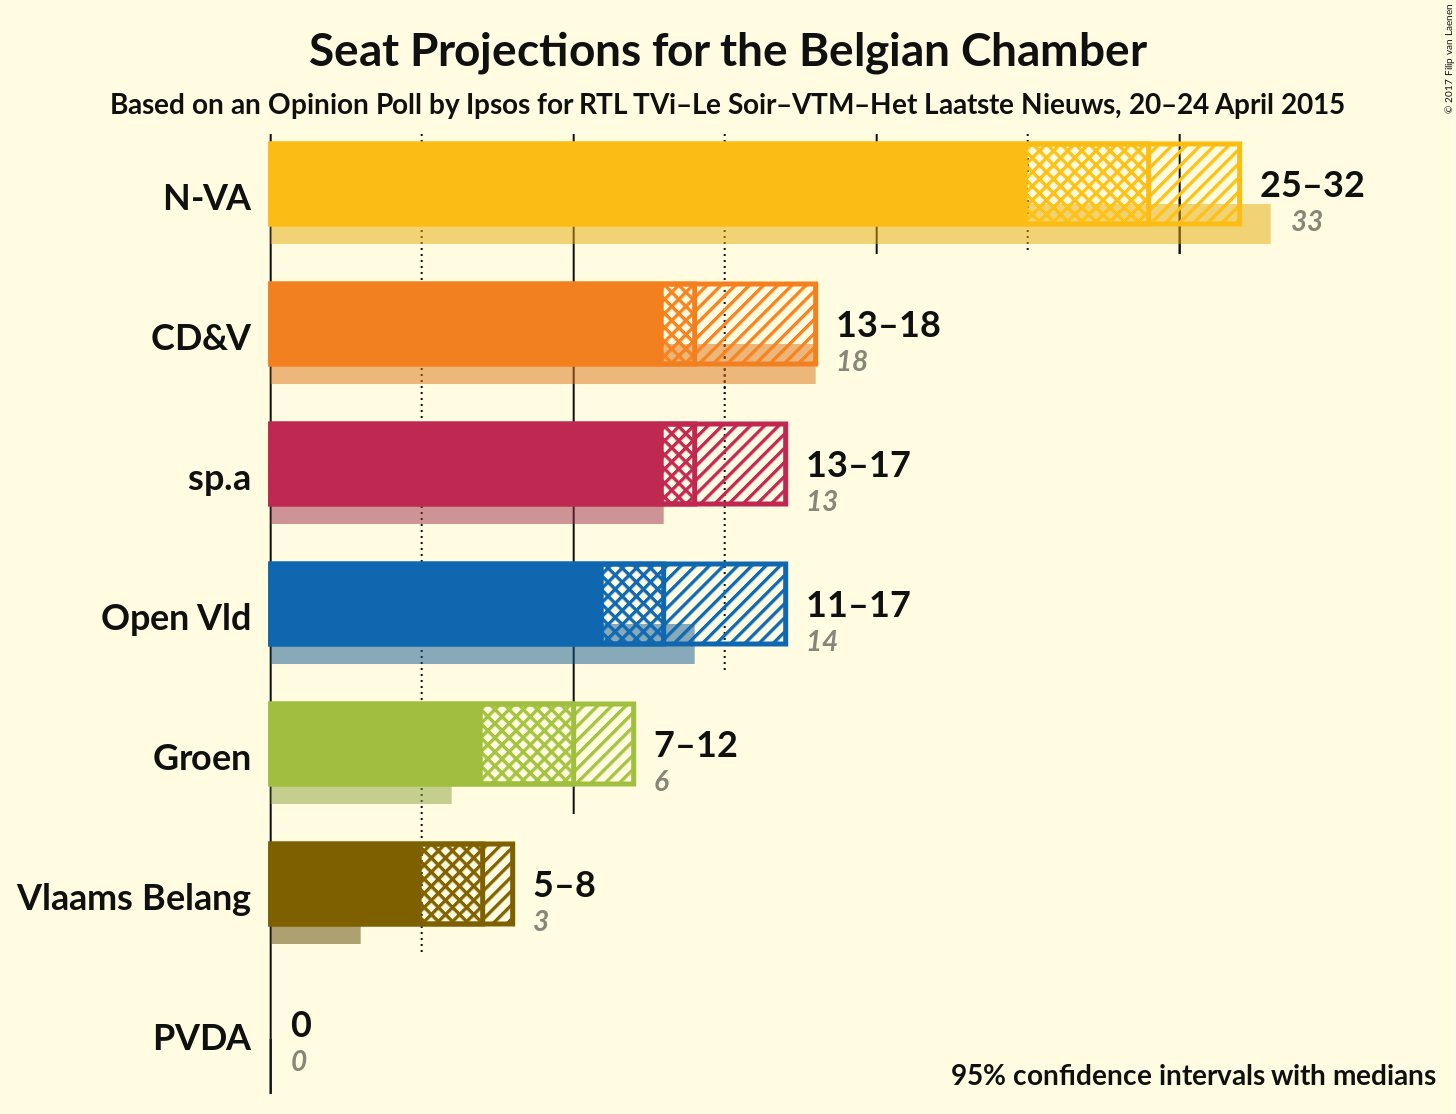 Seat Projections for the Belgian Chamber
Based on an Opinion Poll by Ipsos for RTL TVi–Le Soir–VTM–Het Laatste Nieuws, 20–24 April 2015
© 2017 Filip van Laenen
N-VA
25–32
33
CD&V
13–18
18
sp.a
13–17
13
Open Vld
11–17
14
Groen
7–12
6
Vlaams Belang
5–8
3
PVDA
0
0
95% confidence intervals with medians